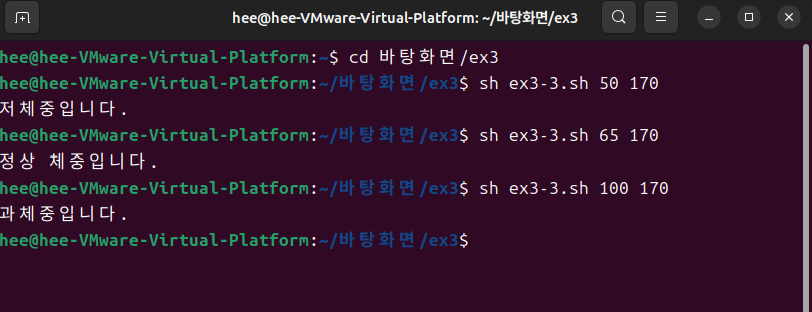 hee@hee-VMware-Virtual-Platform: ~/바탕화면/ex3
hee@hee-VMware-Virtual-Platform:~$ cd 바탕화면/ex3
hee@hee-VMware-Virtual-Platform:~/바탕화면/ex3$ sh ex3-3.sh 50 170
저체중입니다.
hee@hee-VMware-Virtual-Platform:~/바탕화면/ex3$ sh ex3-3.sh 65 170
정상 체중입니다.
hee@hee-VMware-Virtual-Platform:~/바탕화면/ex3$ sh ex3-3.sh 100 170
과체중입니다.
hee@hee-VMware-Virtual-Platform:~/바탕화면/ex3$